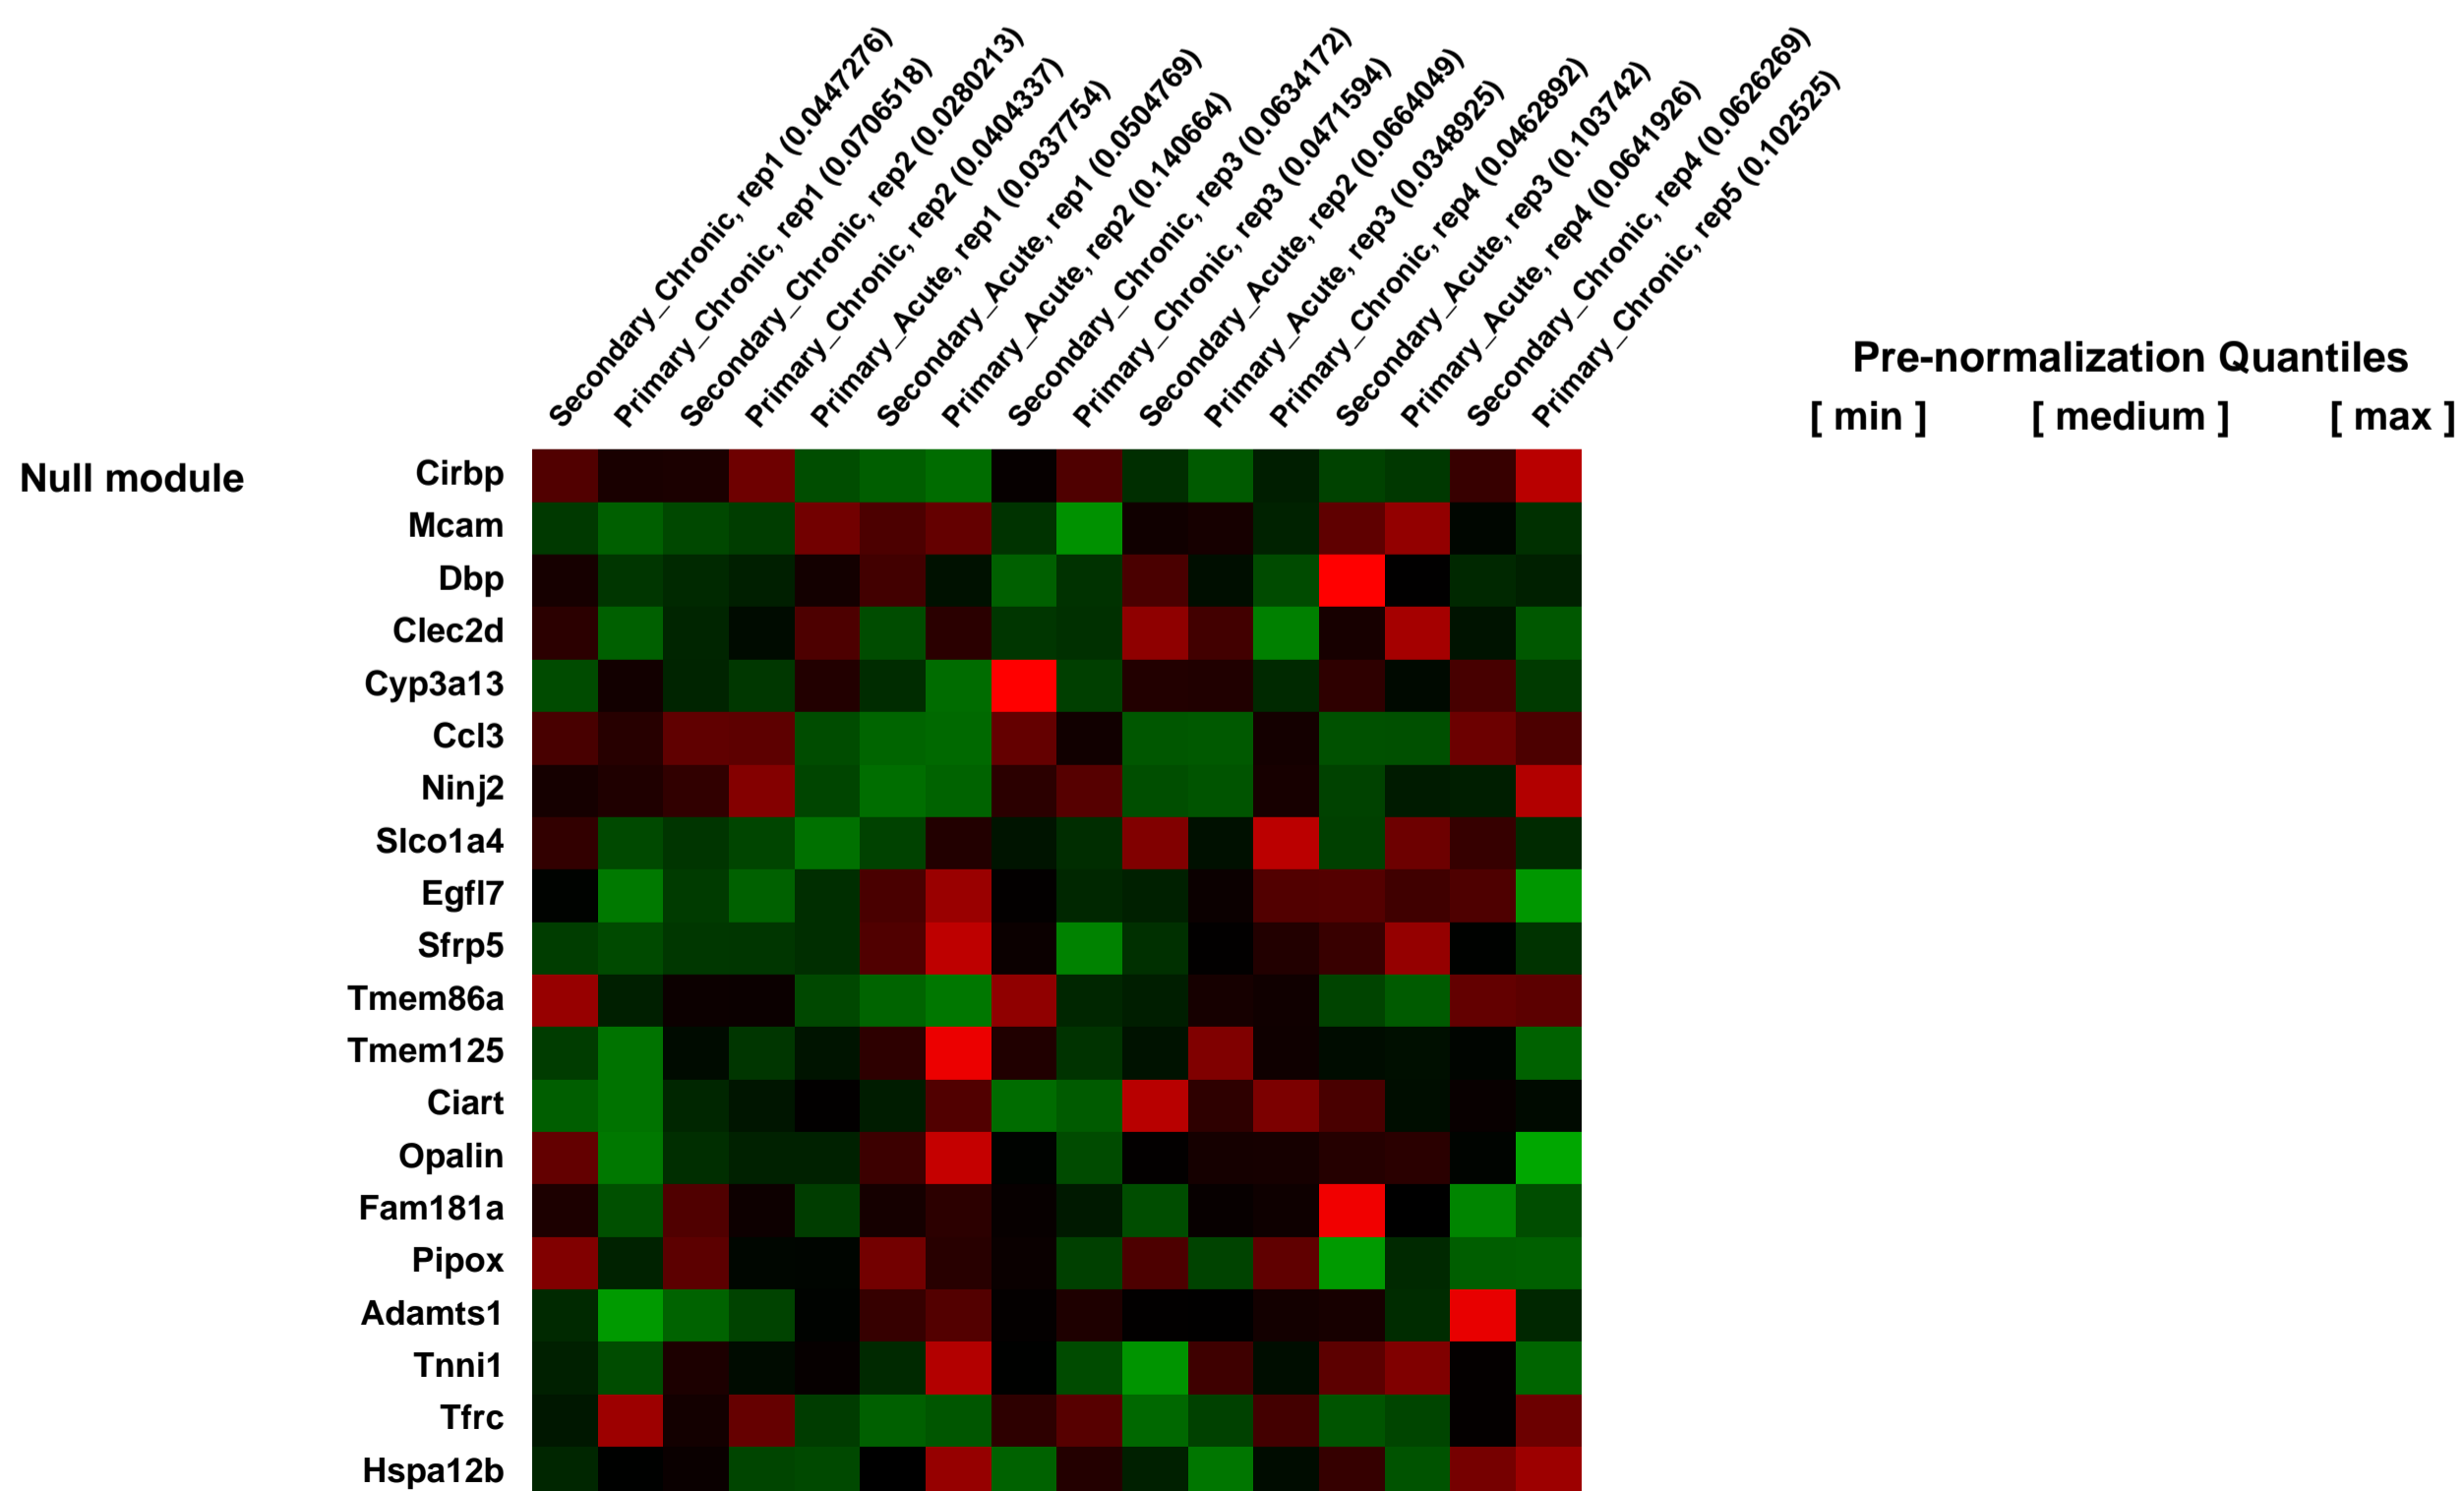 Secondary_Chronic, rep1 (0.0447276)
Primary_Chronic, rep1 (0.0706518)
Secondary_Chronic, rep2 (0.0280213)
Primary_Chronic, rep2 (0.0404337)
Primary_Acute, rep1 (0.0337754)
Secondary_Acute, rep1 (0.0504769)
Primary_Acute, rep2 (0.140664)
Secondary_Chronic, rep3 (0.0634172)
Primary_Chronic, rep3 (0.0471594)
Secondary_Acute, rep2 (0.0664049)
Primary_Acute, rep3 (0.0348925)
Primary_Chronic, rep4 (0.0462892)
Secondary_Acute, rep3 (0.103742)
Primary_Acute, rep4 (0.0641926)
Secondary_Chronic, rep4 (0.0626269)
Primary_Chronic, rep5 (0.102525)
Pre-normalization Quantiles
[ min ] [ medium ] [ max ]
Null module
Cirbp
Mcam
Dbp
Clec2d
Cyp3a13
Ccl3
Ninj2
Slco1a4
Egfl7
Sfrp5
Tmem86a
Tmem125
Ciart
Opalin
Fam181a
Pipox
Adamts1
Tnni1
Tfrc
Hspa12b